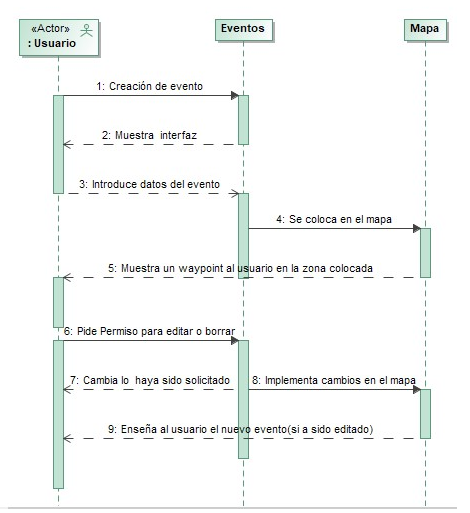 «Actor»
: Usuario
Eventos
Mapa
1: Creación de evento
2: Muestra interfaz
3: Introduce datos del evento
4: Se coloca en el mapa
5: Muestra un waypoint al usuario en la zona colocada
6: Pide Permiso para editar o borrar
7: Cambia lo haya sido solicitado
8: Implementa cambios en el mapa
9: Enseña al usuario el nuevo evento(si a sido editado)